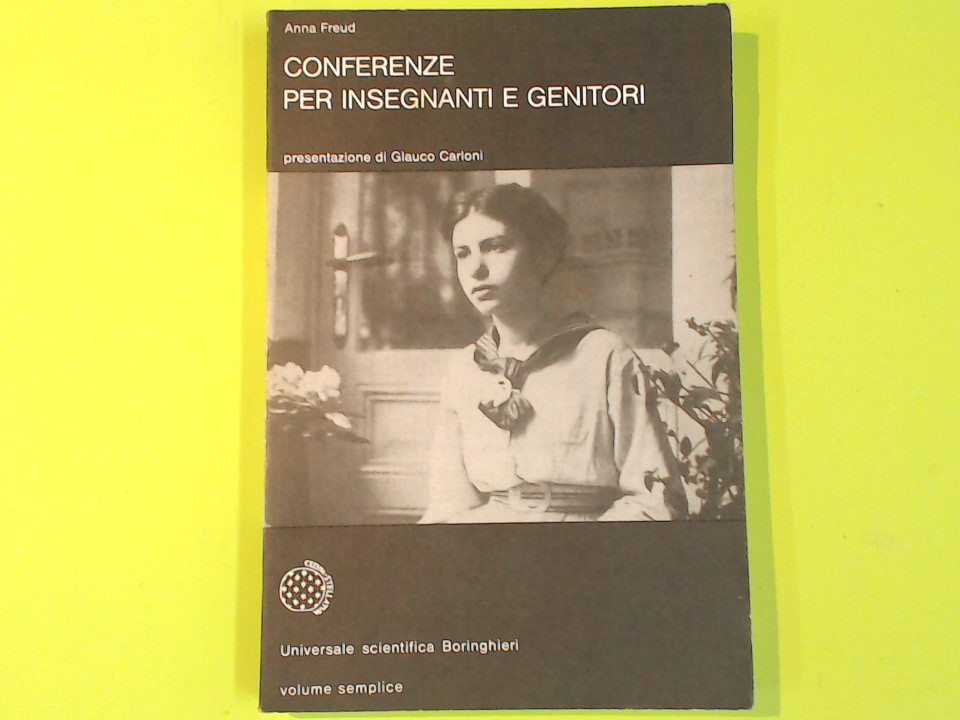 Anna Freud
CONFERENZE
PER INSEGNANTI E GENITORI
presentazione di Glauco Carloni
Universale scientifica Boringhieri
volume semplice